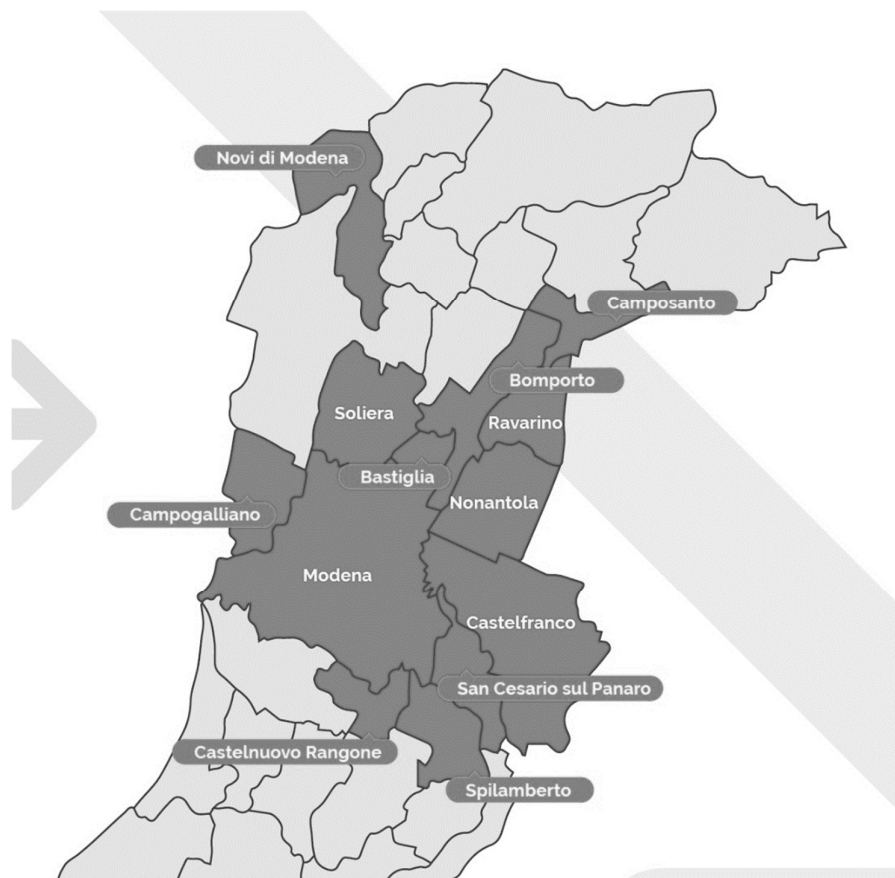 Novi di Modena
Camposanto
Bomporto
Soliera
Ravarino
Bastiglia
Nonantola
Campogalliano
Modena
Castelfranco
San Cesario sul Panaro
Castelnuovo Rangone
Spilamberto